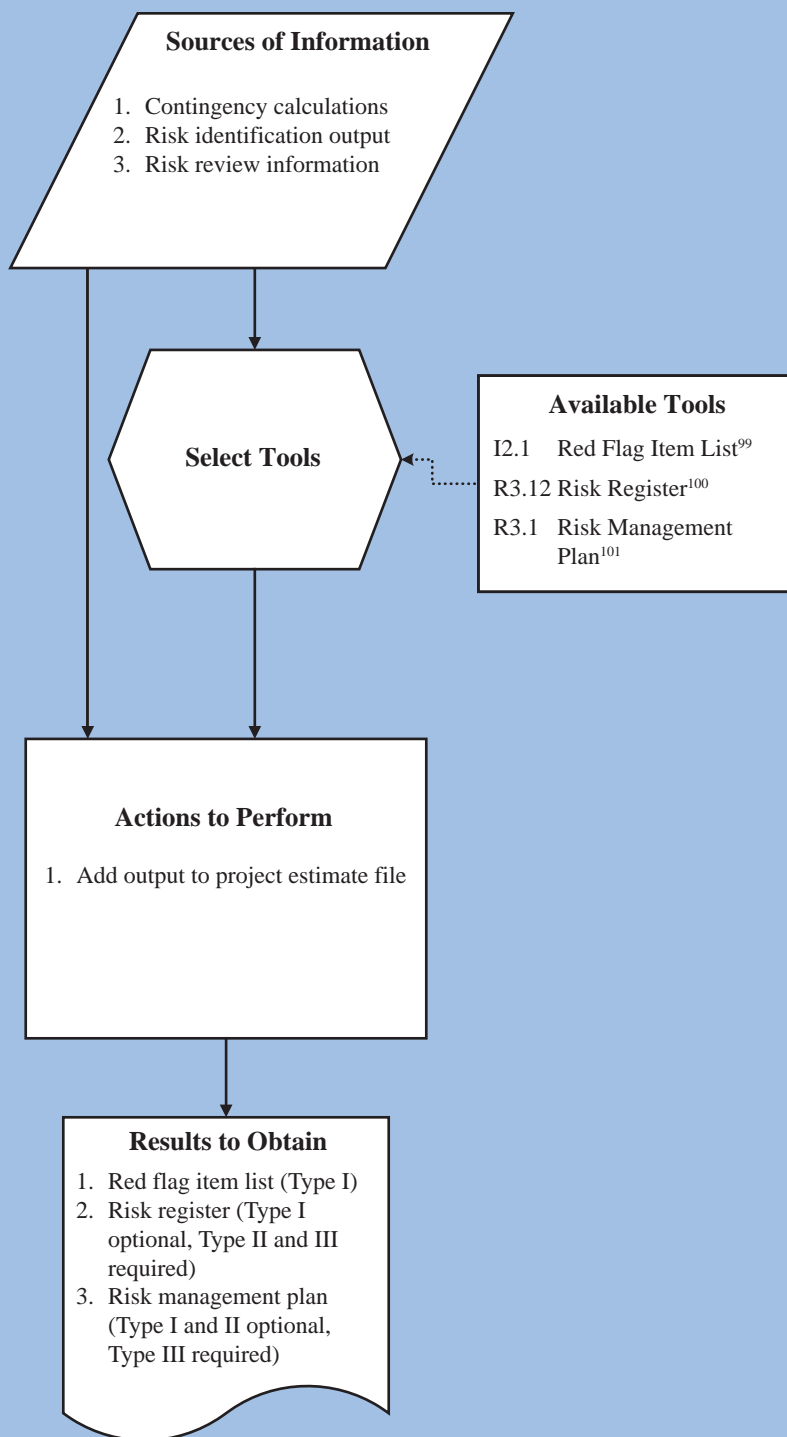 Sources of Information
1. Contingency calculations
2. Risk identification output
3. Risk review information
Select Tools
Available Tools
I2.1 Red Flag Item List⁹⁹
R3.12 Risk Register¹⁰⁰
R3.1 Risk Management
Plan¹⁰¹
Actions to Perform
1. Add output to project estimate file
Results to Obtain
1. Red flag item list (Type I)
2. Risk register (Type I
optional, Type II and III
required)
3. Risk management plan
(Type I and II optional,
Type III required)